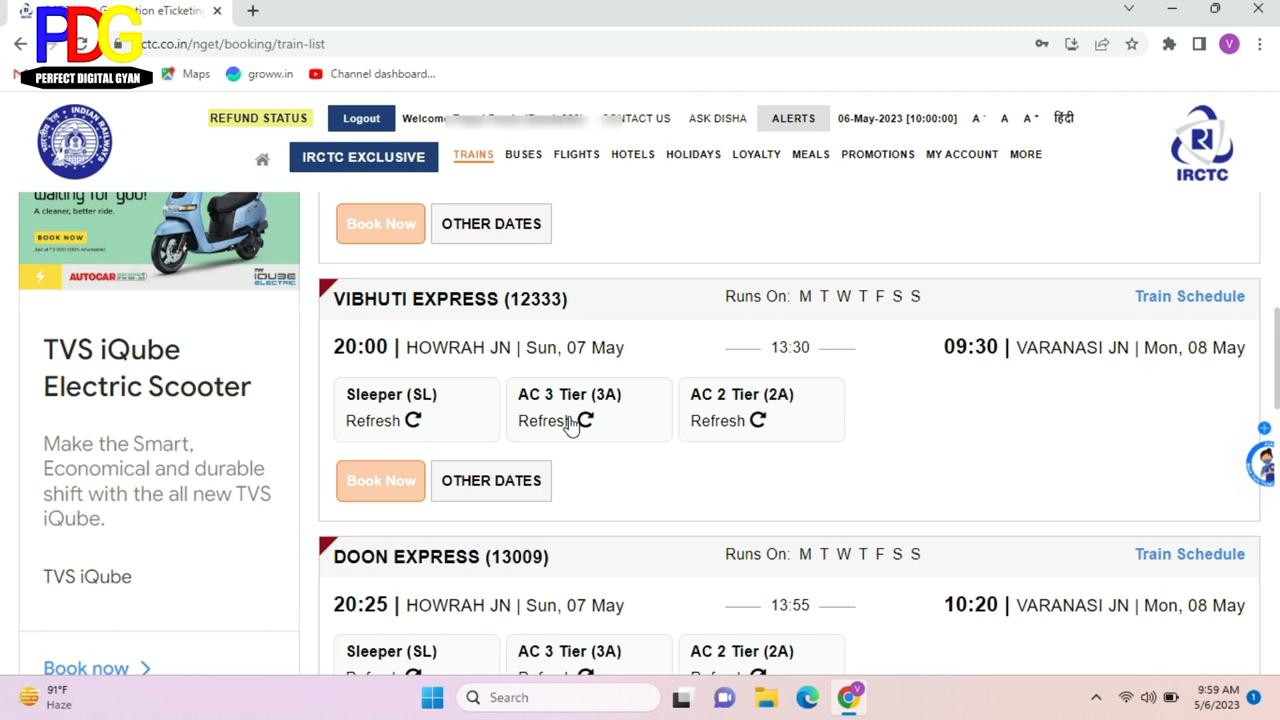 eTicketing
PDG
PERFECT DIGITAL GYAN
ctc.co.in/nget/booking/train-list
V
Maps
groww.in
Channel dashboard...
INDIAN RAILWAYS
REFUND STATUS
Logout
CONTACT US
ASK DISHA
ALERTS
06-May-2023 [10:00:00]
A-
A
A+
हिंदी
IRCTC EXCLUSIVE
TRAINS
BUSES
FLIGHTS
HOTELS
HOLIDAYS
LOYALTY
MEALS
PROMOTIONS
MY ACCOUNT
MORE
IRCTC
waiting for you!
A cleaner, better ride.
BOOK NOW
AUTOCAR
TVS
iQUBE
ELECTRIC
TVS iQube
Electric Scooter
Make the Smart,
Economical and durable
shift with the all new TVS
iQube.
TVS iQube
Book now
Book Now
OTHER DATES
VIBHUTI EXPRESS (12333)
Runs On: M T W T F S S
Train Schedule
20:00 | HOWRAH JN | Sun, 07 May
13:30
09:30 | VARANASI JN | Mon, 08 May
Sleeper (SL)
Refresh
AC 3 Tier (3A)
Refresh
AC 2 Tier (2A)
Refresh
Book Now
OTHER DATES
DOON EXPRESS (13009)
Runs On: M T W T F S S
Train Schedule
20:25 | HOWRAH JN | Sun, 07 May
13:55
10:20 | VARANASI JN | Mon, 08 May
Sleeper (SL)
AC 3 Tier (3A)
AC 2 Tier (2A)
91°F
Haze
Search
9:59 AM
5/6/2023
1